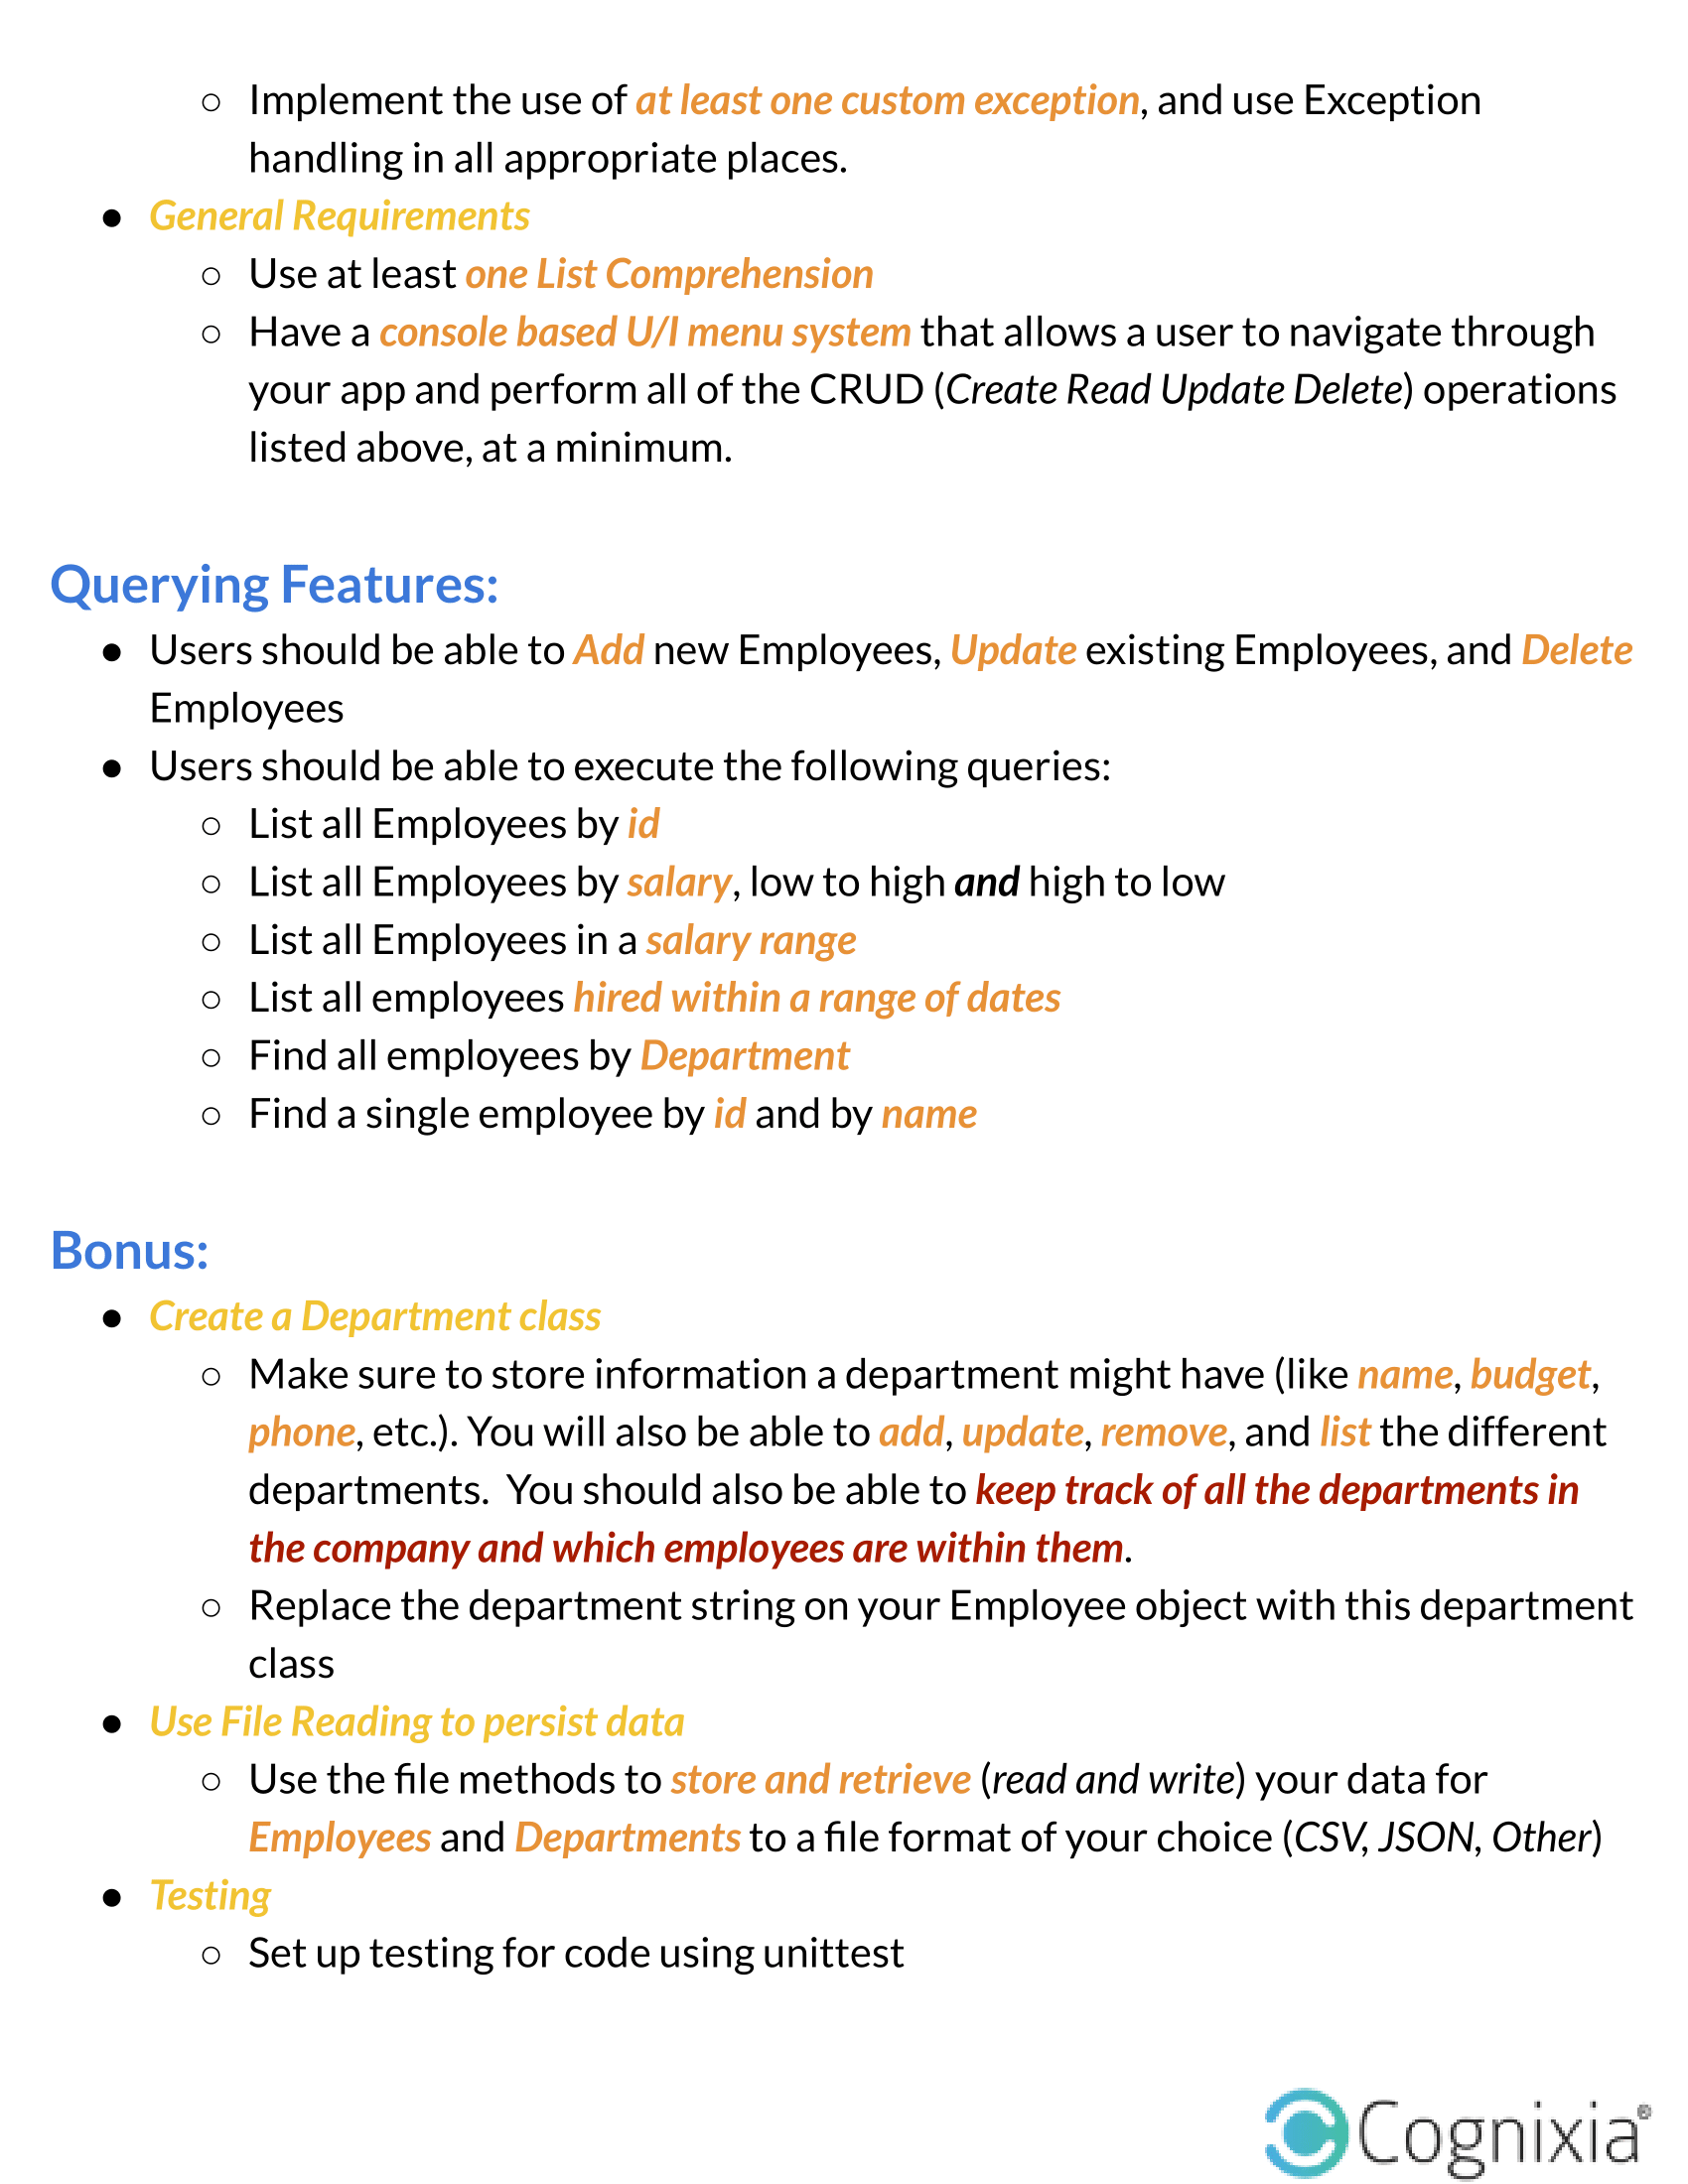 ○ Implement the use of at least one custom exception, and use Exception
handling in all appropriate places.
● General Requirements
○ Use at least one List Comprehension
○ Have a console based U/I menu system that allows a user to navigate through
your app and perform all of the CRUD (Create Read Update Delete) operations
listed above, at a minimum.
Querying Features:
● Users should be able to Add new Employees, Update existing Employees, and Delete
Employees
● Users should be able to execute the following queries:
○ List all Employees by id
○ List all Employees by salary, low to high and high to low
○ List all Employees in a salary range
○ List all employees hired within a range of dates
○ Find all employees by Department
○ Find a single employee by id and by name
Bonus:
● Create a Department class
○ Make sure to store information a department might have (like name, budget,
phone, etc.). You will also be able to add, update, remove, and list the different
departments.  You should also be able to keep track of all the departments in
the company and which employees are within them.
○ Replace the department string on your Employee object with this department
class
● Use File Reading to persist data
○ Use the file methods to store and retrieve (read and write) your data for
Employees and Departments to a file format of your choice (CSV, JSON, Other)
● Testing
○ Set up testing for code using unittest
Cognixia®